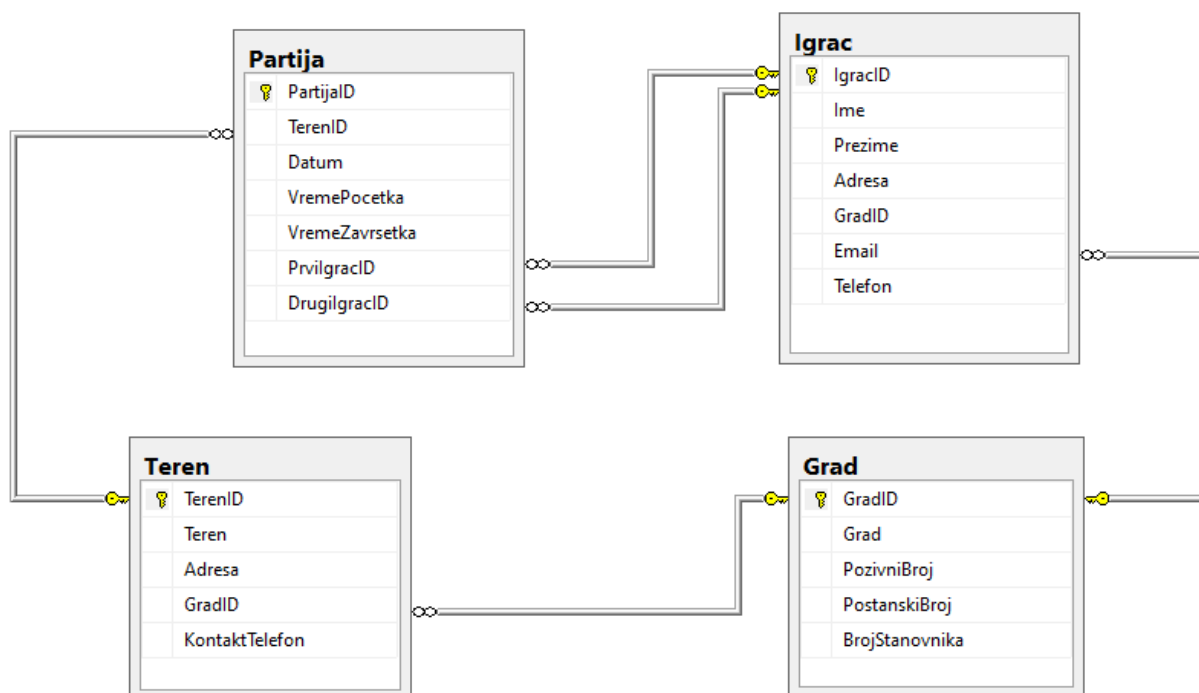 Partija
PartijaID
TerenID
Datum
VremePocetka
VremeZavrsetka
PrviIgracID
DrugiIgracID
Igrac
IgracID
Ime
Prezime
Adresa
GradID
Email
Telefon
Teren
TerenID
Teren
Adresa
GradID
KontaktTelefon
Grad
GradID
Grad
PozivniBroj
PostanskiBroj
BrojStanovnika